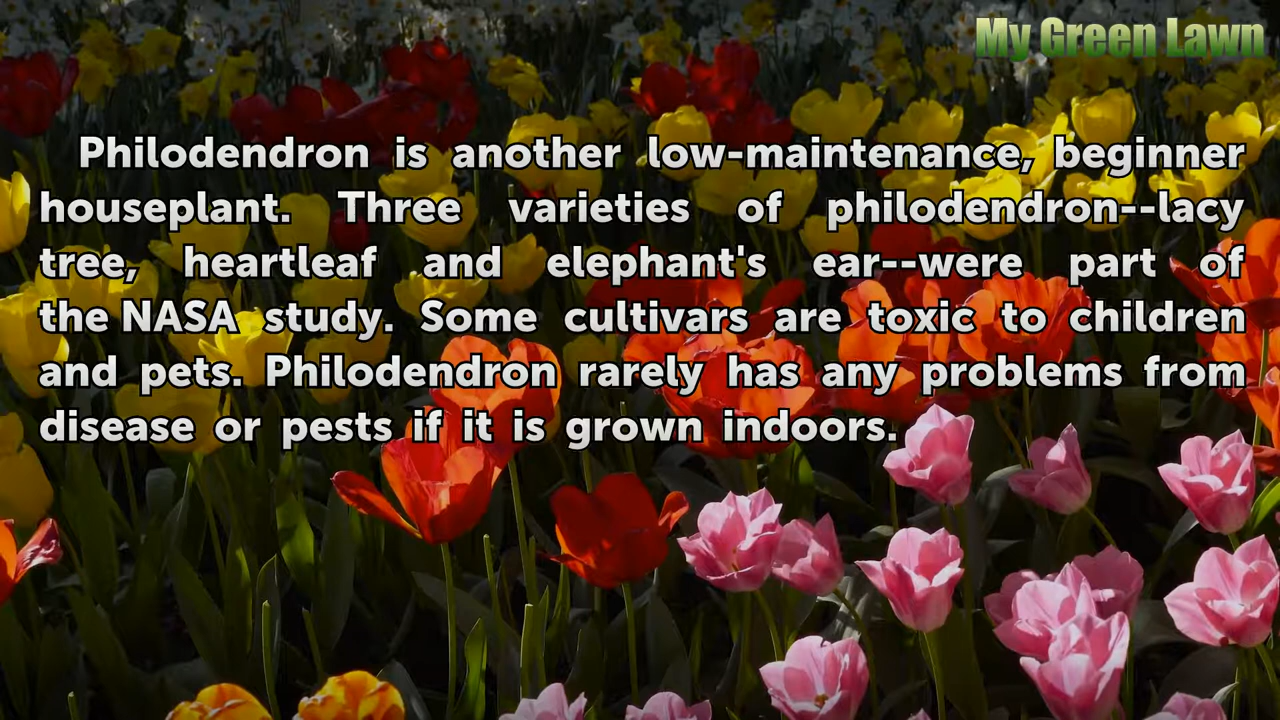 My Green Lawn
Philodendron is another low-maintenance, beginner
houseplant. Three varieties of philodendron--lacy
tree, heartleaf and elephant's ear--were part of
the NASA study. Some cultivars are toxic to children
and pets. Philodendron rarely has any problems from
disease or pests if it is grown indoors.